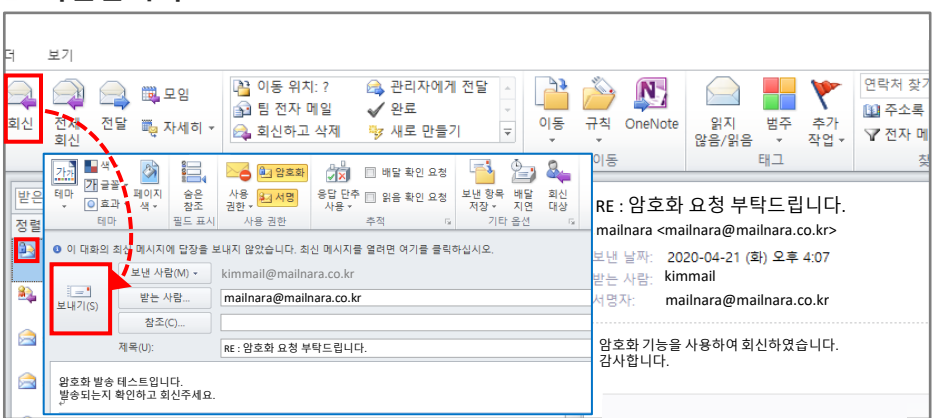 보기
회신
전체
회신
전달
모임
자세히
이동 위치: ?
팀 전자 메일
회신하고 삭제
관리자에게 전달
완료
새로 만들기
이동
규칙
OneNote
이동
읽지
않음/읽음
범주
추가
작업
태그
연락처 찾기
주소록
전자 메
찾
받은
정렬
테마
색
글꼴
효과
테마
페이지
색
숨은
참조
필드 표시
사용
권한
암호화
서명
사용 권한
응답 단추
사용
배달 확인 요청
읽음 확인 요청
추적
보낸 항목
저장
배달
지연
회신
대상
기타 옵션
이 대화의 최신 메시지에 답장을 보내지 않았습니다. 최신 메시지를 열려면 여기를 클릭하십시오.
보내기(S)
보낸 사람(M)
kimmail@mailnara.co.kr
받는 사람...
mailnara@mailnara.co.kr
참조(C)...
제목(U):
RE : 암호화 요청 부탁드립니다.
암호화 발송 테스트입니다.
발송되는지 확인하고 회신주세요.
RE : 암호화 요청 부탁드립니다.
mailnara <mailnara@mailnara.co.kr>
보낸 날짜: 2020-04-21 (화) 오후 4:07
받는 사람: kimmail
서명자: mailnara@mailnara.co.kr
암호화 기능을 사용하여 회신하였습니다.
감사합니다.